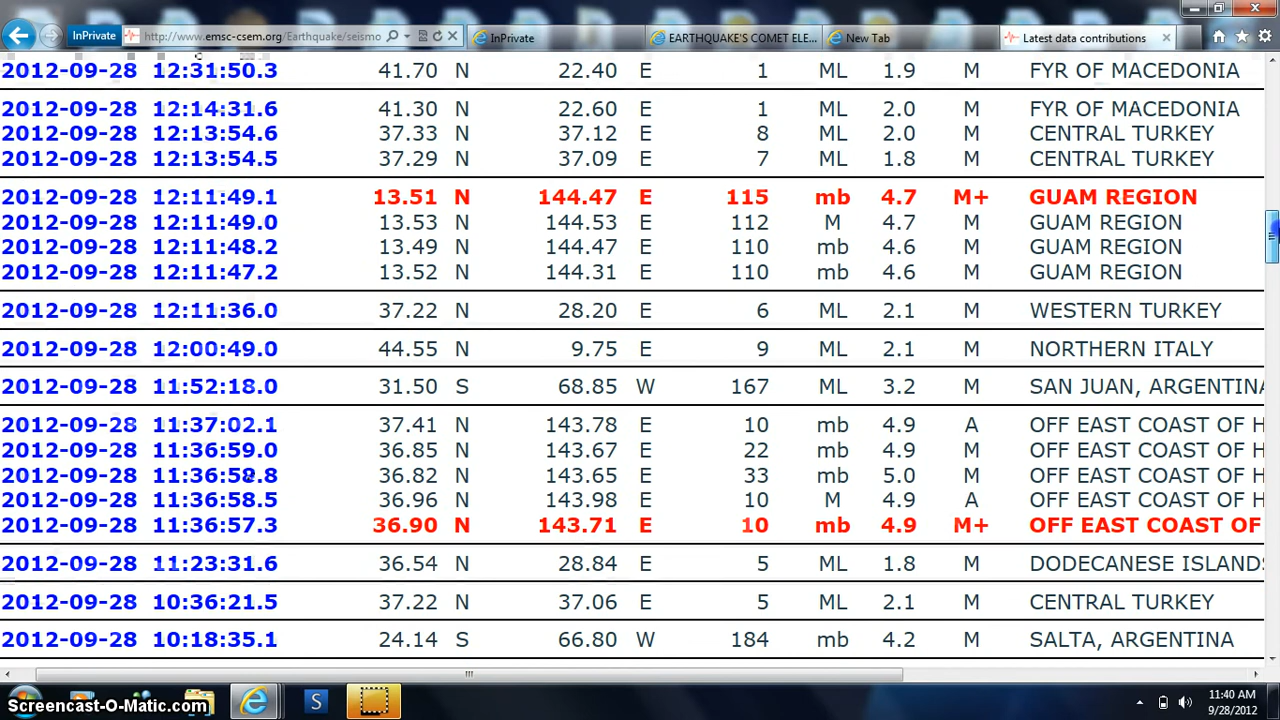 InPrivate http://www.emsc-csem.org/Earthquake/seismo InPrivate EARTHQUAKE'S COMET ELE... New Tab Latest data contributions
2012-09-28 12:31:50.3 41.70 N 22.40 E 1 ML 1.9 M FYR OF MACEDONIA
2012-09-28 12:14:31.6 41.30 N 22.60 E 1 ML 2.0 M FYR OF MACEDONIA
2012-09-28 12:13:54.6 37.33 N 37.12 E 8 ML 2.0 M CENTRAL TURKEY
2012-09-28 12:13:54.5 37.29 N 37.09 E 7 ML 1.8 M CENTRAL TURKEY
2012-09-28 12:11:49.1 13.51 N 144.47 E 115 mb 4.7 M+ GUAM REGION
2012-09-28 12:11:49.0 13.53 N 144.53 E 112 M 4.7 M GUAM REGION
2012-09-28 12:11:48.2 13.49 N 144.47 E 110 mb 4.6 M GUAM REGION
2012-09-28 12:11:47.2 13.52 N 144.31 E 110 mb 4.6 M GUAM REGION
2012-09-28 12:11:36.0 37.22 N 28.20 E 6 ML 2.1 M WESTERN TURKEY
2012-09-28 12:00:49.0 44.55 N 9.75 E 9 ML 2.1 M NORTHERN ITALY
2012-09-28 11:52:18.0 31.50 S 68.85 W 167 ML 3.2 M SAN JUAN, ARGENTINA
2012-09-28 11:37:02.1 37.41 N 143.78 E 10 mb 4.9 A OFF EAST COAST OF H
2012-09-28 11:36:59.0 36.85 N 143.67 E 22 mb 4.9 M OFF EAST COAST OF H
2012-09-28 11:36:58.8 36.82 N 143.65 E 33 mb 5.0 M OFF EAST COAST OF H
2012-09-28 11:36:58.5 36.96 N 143.98 E 10 M 4.9 A OFF EAST COAST OF H
2012-09-28 11:36:57.3 36.90 N 143.71 E 10 mb 4.9 M+ OFF EAST COAST OF
2012-09-28 11:23:31.6 36.54 N 28.84 E 5 ML 1.8 M DODECANESE ISLANDS
2012-09-28 10:36:21.5 37.22 N 37.06 E 5 ML 2.1 M CENTRAL TURKEY
2012-09-28 10:18:35.1 24.14 S 66.80 W 184 mb 4.2 M SALTA, ARGENTINA
11:40 AM
Screencast-O-Matic.com S 9/28/2012